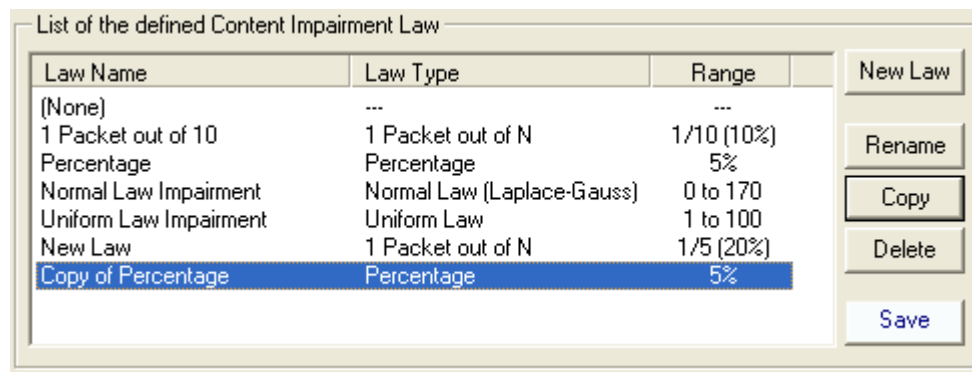 List of the defined Content Impairment Law
Law Name Law Type Range
(None) --- ---
1 Packet out of 10 1 Packet out of N 1/10 (10%)
Percentage Percentage 5%
Normal Law Impairment Normal Law (Laplace-Gauss) 0 to 170
Uniform Law Impairment Uniform Law 1 to 100
New Law 1 Packet out of N 1/5 (20%)
Copy of Percentage Percentage 5%
New Law
Rename
Copy
Delete
Save